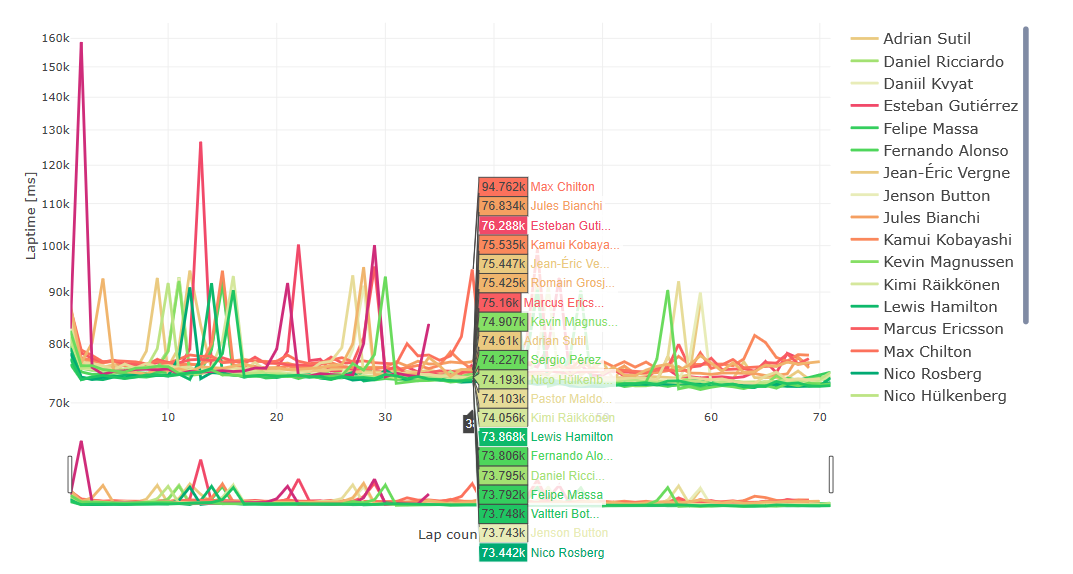 160k
150k
140k
130k
120k
110k
100k
90k
80k
70k
Laptime [ms]
10
20
30
50
60
70
Lap coun
94.762k Max Chilton
76.834k Jules Bianchi
76.288k Esteban Guti...
75.535k Kamui Kobaya...
75.447k Jean-Éric Ve...
75.425k Romain Grosj...
75.16k Marcus Erics...
74.907k Kevin Magnus...
74.61k Adrian Sutil
74.227k Sergio Pérez
74.193k Nico Hülkenb...
74.103k Pastor Maldo...
74.056k Kimi Räikkönen
73.868k Lewis Hamilton
73.806k Fernando Alo...
73.795k Daniel Ricci...
73.792k Felipe Massa
73.748k Valtteri Bot...
73.743k Jenson Button
73.442k Nico Rosberg
Adrian Sutil
Daniel Ricciardo
Daniil Kvyat
Esteban Gutiérrez
Felipe Massa
Fernando Alonso
Jean-Éric Vergne
Jenson Button
Jules Bianchi
Kamui Kobayashi
Kevin Magnussen
Kimi Räikkönen
Lewis Hamilton
Marcus Ericsson
Max Chilton
Nico Rosberg
Nico Hülkenberg